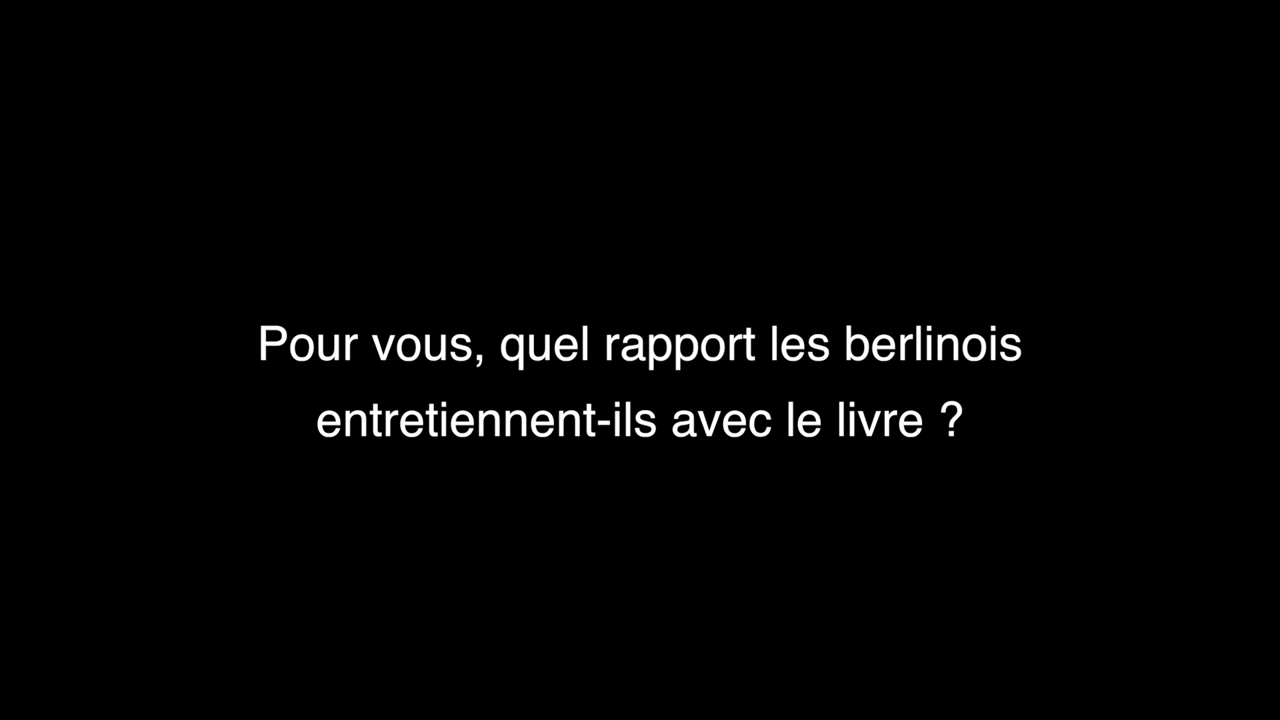 Pour vous, quel rapport les berlinois
entretiennent-ils avec le livre ?